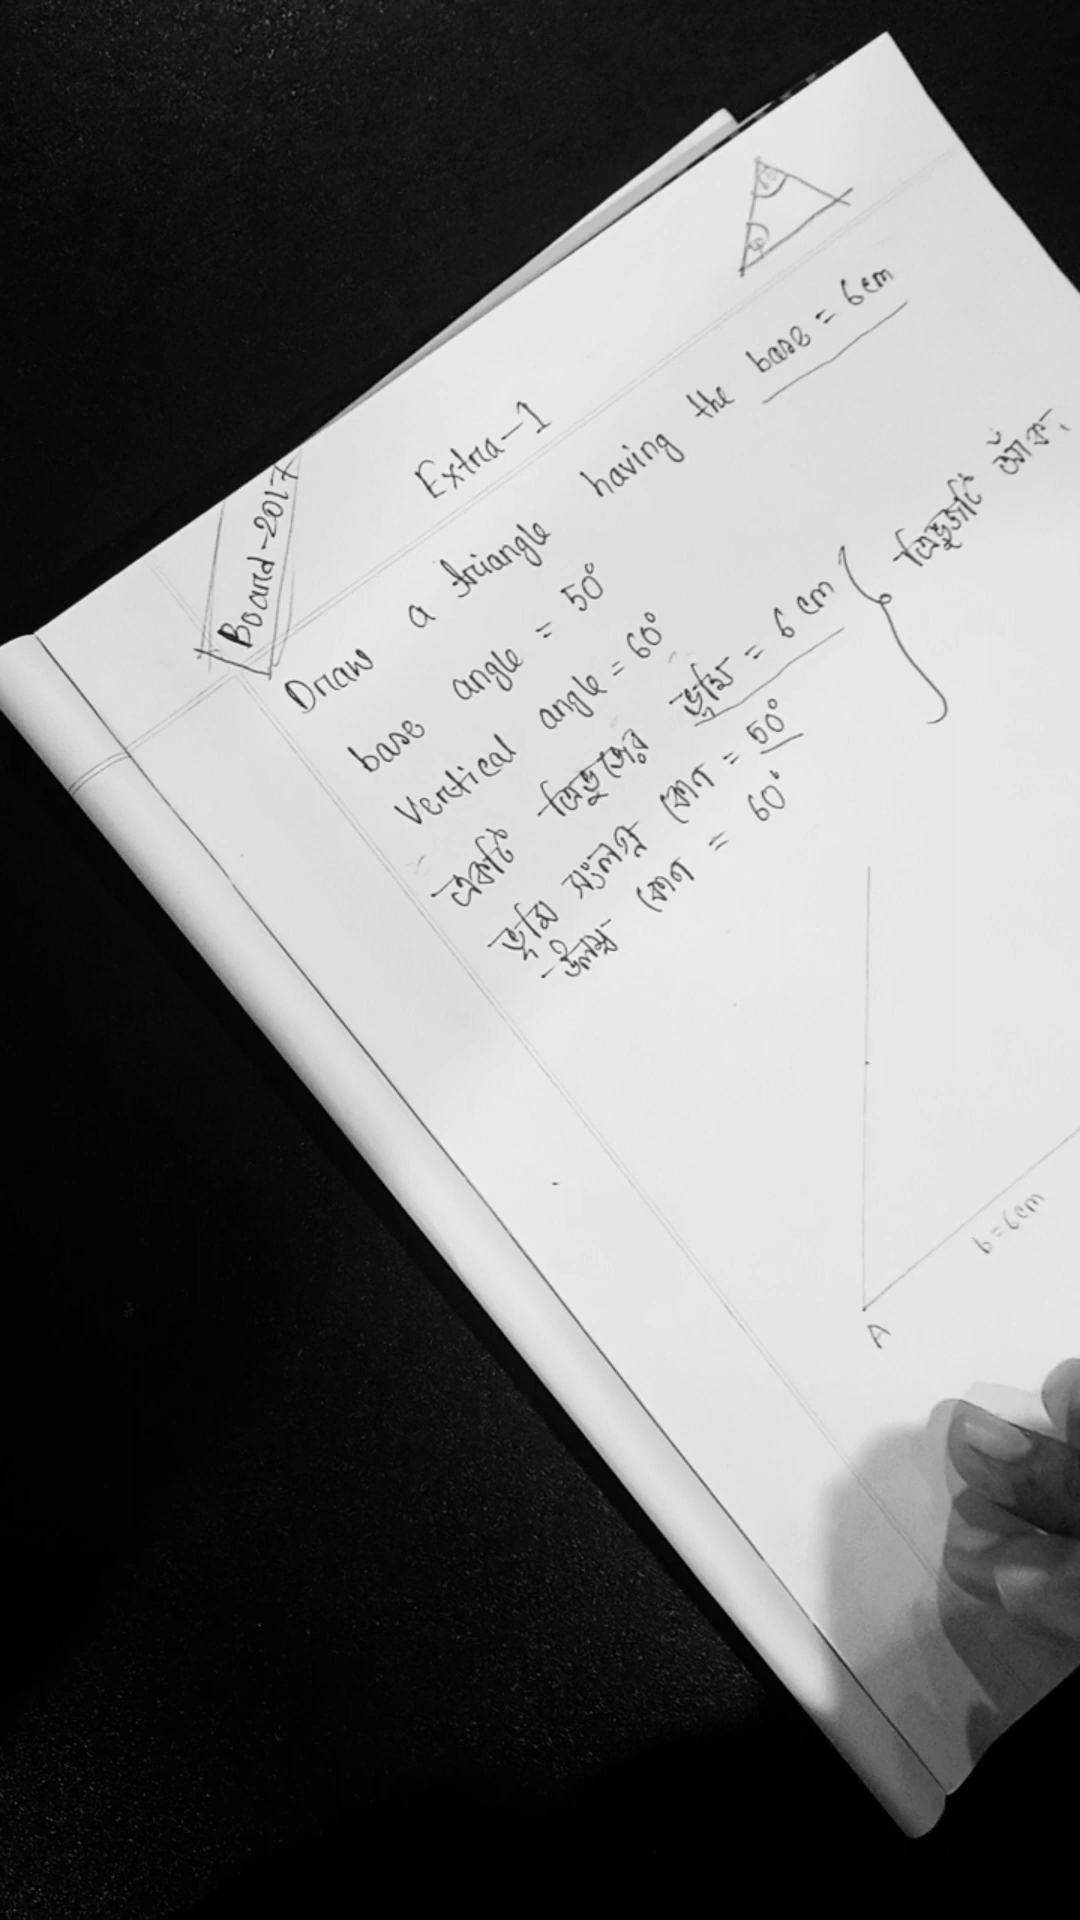 Board-2017
Extra-1
Draw a triangle having the base = 6cm
base angle = 50°
Vertical angle = 60°
একটি ত্রিভুজের ভূমি = 6 cm
ভূমি সংলগ্ন কোণ = 50°
কোণ = 60°
ত্রিভুজটি আঁক,
b=6cm
A